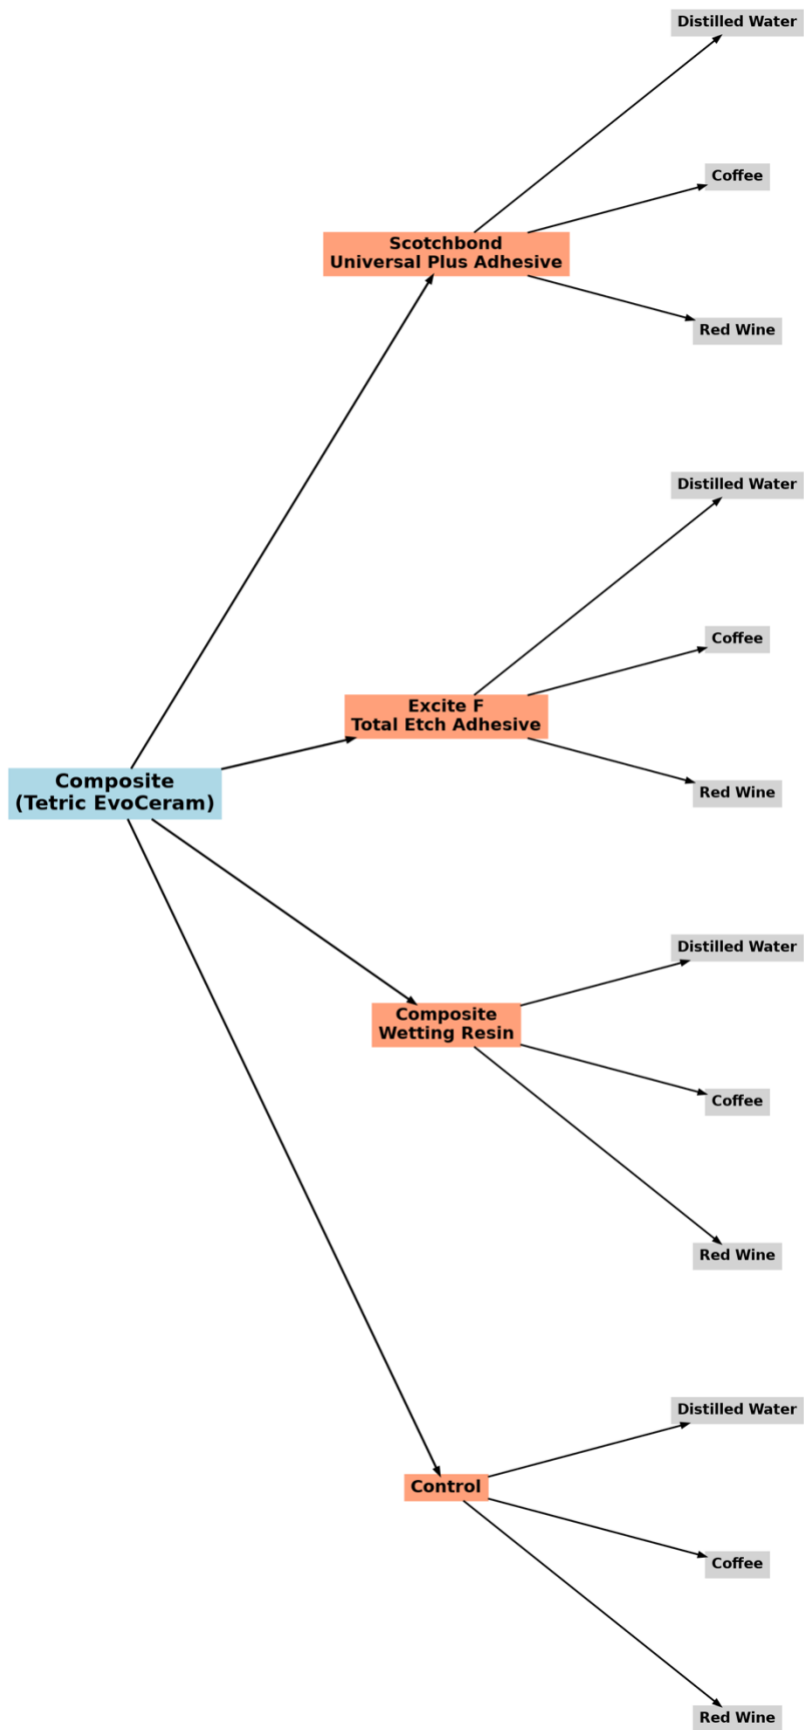 Distilled Water
Coffee
Scotchbond
Universal Plus Adhesive
Red Wine
Distilled Water
Coffee
Excite F
Total Etch Adhesive
Composite
(Tetric EvoCeram)
Red Wine
Distilled Water
Composite
Wetting Resin
Coffee
Red Wine
Distilled Water
Control
Coffee
Red Wine